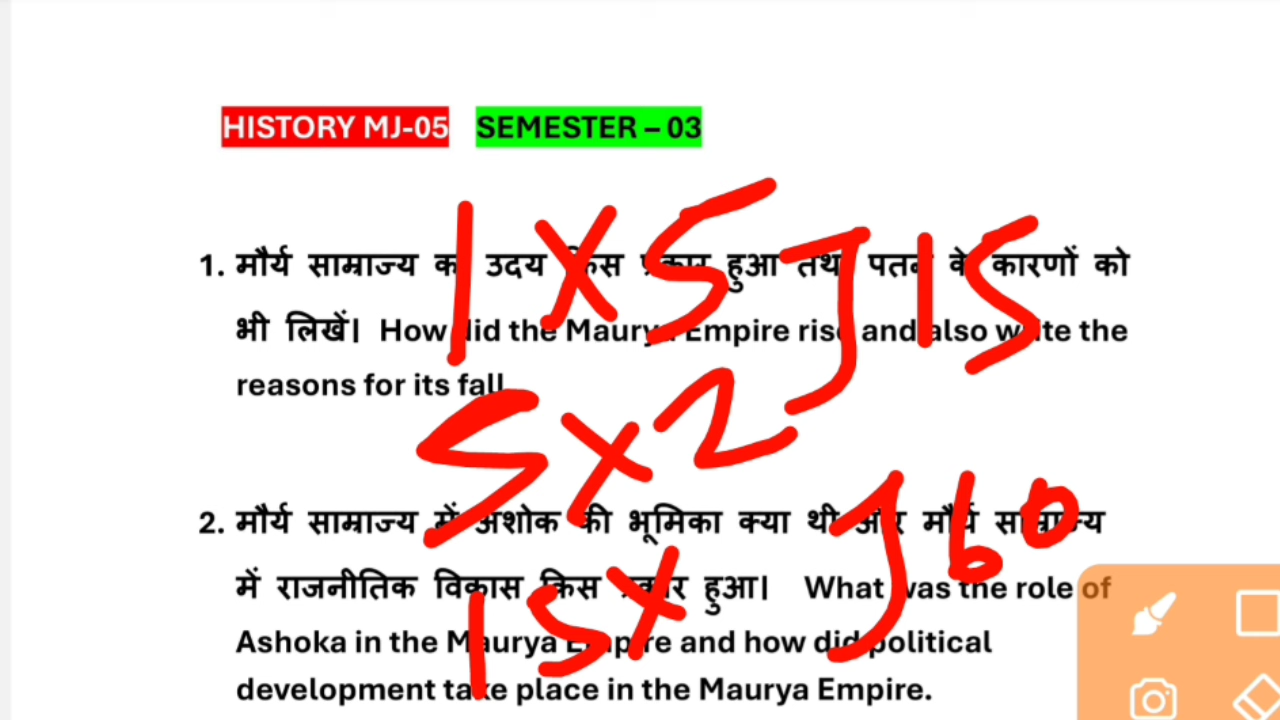 HISTORY MJ-05 SEMESTER – 03
1. मौर्य साम्राज्य का उदय किस प्रकार हुआ तथा पतन के कारणों को
भी लिखें। How did the Maurya Empire rise and also write the
reasons for its fall
2. मौर्य साम्राज्य में अशोक की भूमिका क्या थी और मौर्य साम्राज्य
में राजनीतिक विकास किस प्रकार हुआ। What was the role of
Ashoka in the Maurya Empire and how did political
development take place in the Maurya Empire.
1 x 5 ] 15
5 x 2
15 x ] 60